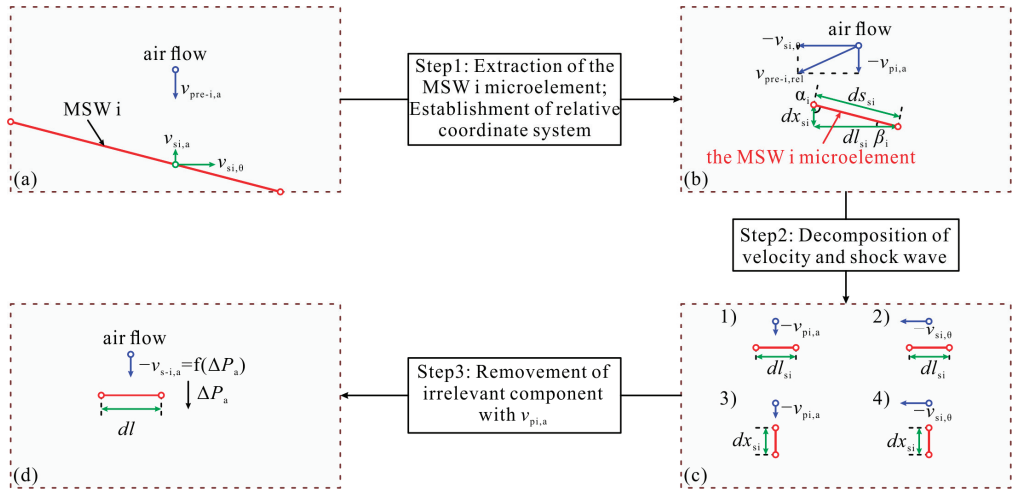 air flow
v_pre-i,a
MSW i
v_si,a
v_si,θ
(a)
Step1: Extraction of the
MSW i microelement;
Establishment of relative
coordinate system
air flow
−v_si,θ
−v_pi,a
v_pre-i,rel
α_i
ds_si
dx_si
dl_si
β_i
the MSW i microelement
(b)
Step2: Decomposition of
velocity and shock wave
1)
−v_pi,a
dl_si
2)
−v_si,θ
dl_si
3)
−v_pi,a
dx_si
4)
−v_si,θ
dx_si
(c)
Step3: Removement of
irrelevant component
with v_pi,a
air flow
−v_s-i,a=f(ΔP_a)
ΔP_a
dl
(d)